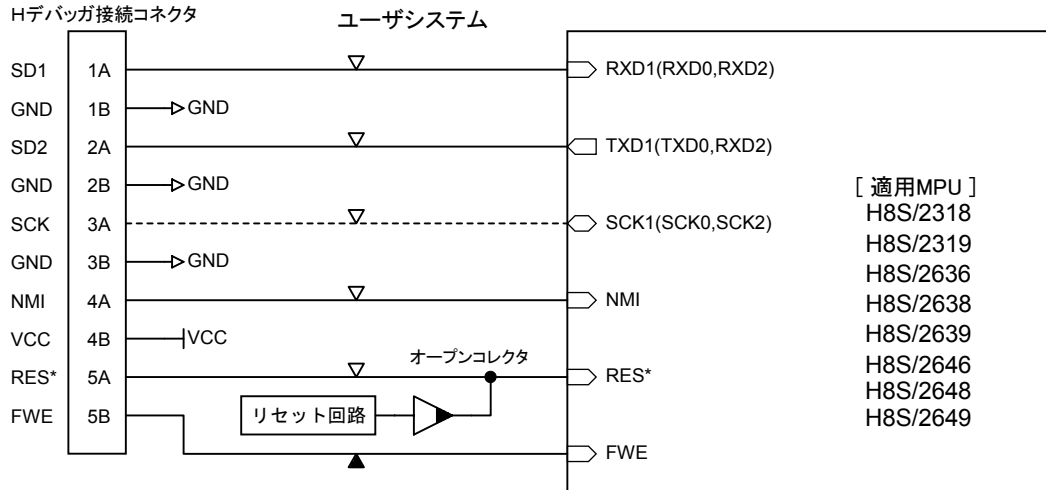 Hデバッガ接続コネクタ
ユーザシステム
SD1 1A RXD1(RXD0,RXD2)
GND 1B GND
SD2 2A TXD1(TXD0,RXD2)
GND 2B GND
SCK 3A SCK1(SCK0,SCK2)
GND 3B GND
NMI 4A NMI
VCC 4B VCC
オープンコレクタ
RES* 5A RES*
FWE 5B リセット回路
FWE
[ 適用MPU ]
H8S/2318
H8S/2319
H8S/2636
H8S/2638
H8S/2639
H8S/2646
H8S/2648
H8S/2649